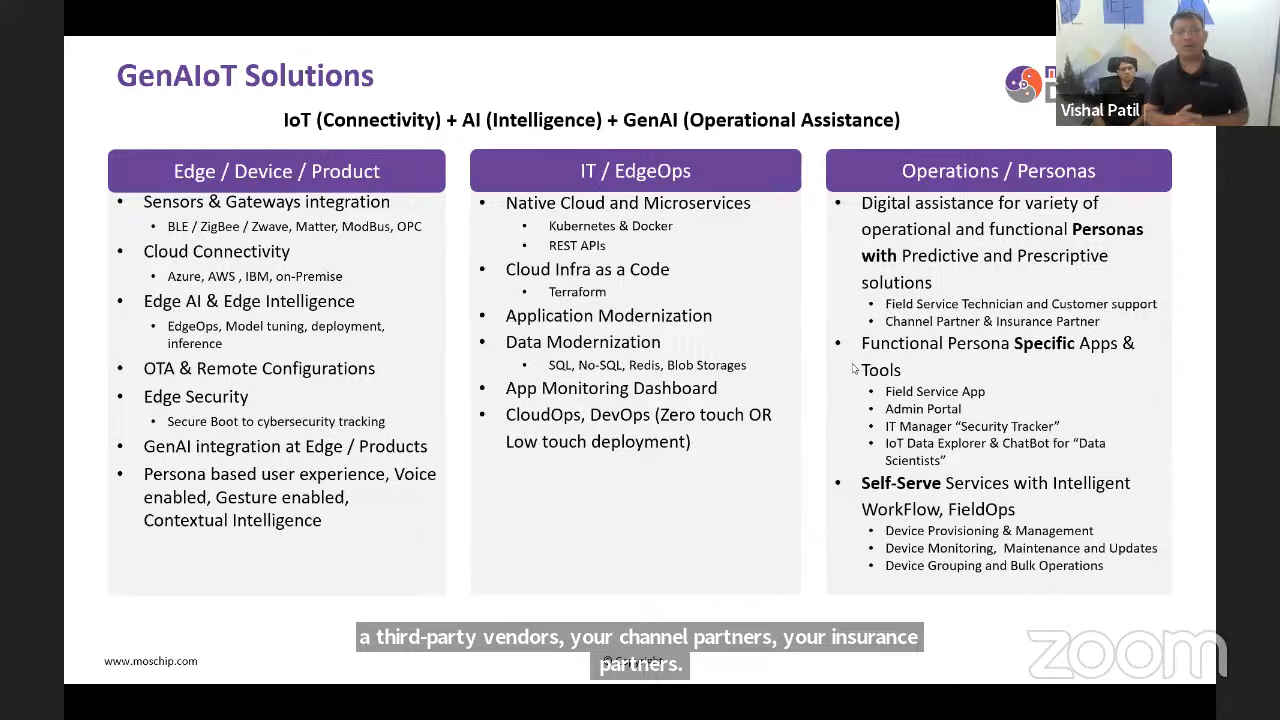 GenAIoT Solutions
Vishal Patil
IoT (Connectivity) + AI (Intelligence) + GenAI (Operational Assistance)
Edge / Device / Product
• Sensors & Gateways integration
• BLE / ZigBee / Zwave, Matter, ModBus, OPC
• Cloud Connectivity
• Azure, AWS , IBM, on-Premise
• Edge AI & Edge Intelligence
• EdgeOps, Model tuning, deployment,
inference
• OTA & Remote Configurations
• Edge Security
• Secure Boot to cybersecurity tracking
• GenAI integration at Edge / Products
• Persona based user experience, Voice
enabled, Gesture enabled,
Contextual Intelligence
IT / EdgeOps
• Native Cloud and Microservices
• Kubernetes & Docker
• REST APIs
• Cloud Infra as a Code
• Terraform
• Application Modernization
• Data Modernization
• SQL, No-SQL, Redis, Blob Storages
• App Monitoring Dashboard
• CloudOps, DevOps (Zero touch OR
Low touch deployment)
Operations / Personas
• Digital assistance for variety of
operational and functional Personas
with Predictive and Prescriptive
solutions
• Field Service Technician and Customer support
• Channel Partner & Insurance Partner
• Functional Persona Specific Apps &
Tools
• Field Service App
• Admin Portal
• IT Manager “Security Tracker”
• IoT Data Explorer & ChatBot for “Data
Scientists”
• Self-Serve Services with Intelligent
WorkFlow, FieldOps
• Device Provisioning & Management
• Device Monitoring, Maintenance and Updates
• Device Grouping and Bulk Operations
a third-party vendors, your channel partners, your insurance
partners.
www.moschip.com
zoom